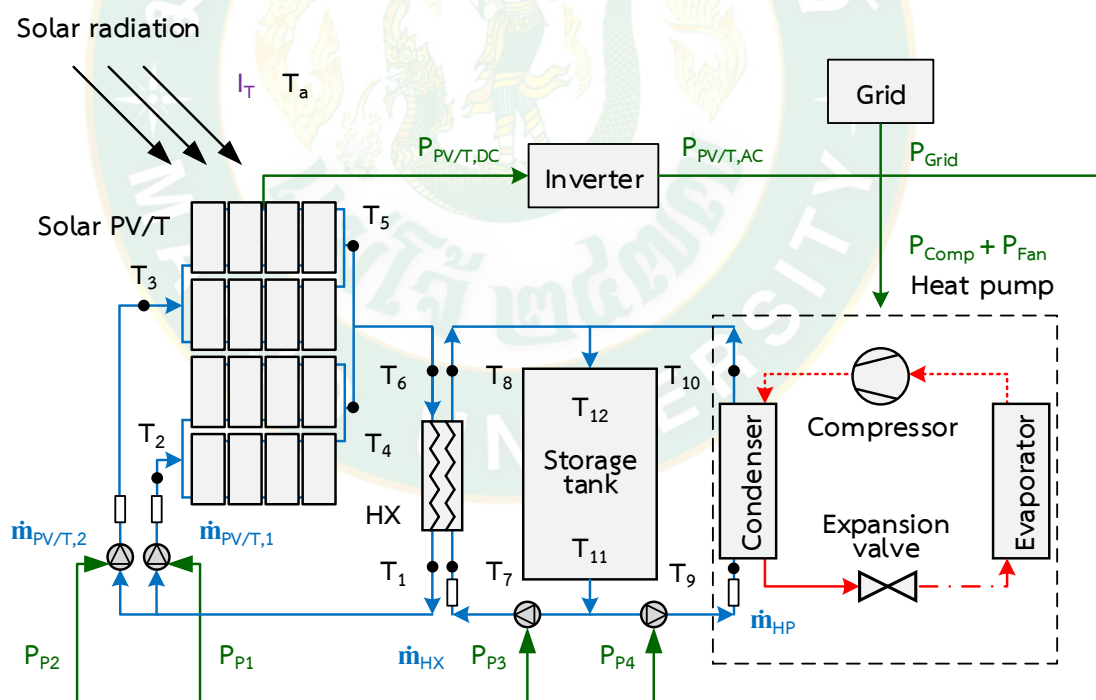 Solar radiation
I_T T_a
Grid
P_PV/T,DC
Inverter
P_PV/T,AC
P_Grid
Solar PV/T
T_5
P_Comp + P_Fan
Heat pump
T_3
T_6
T_8
T_10
T_12
Compressor
T_2
T_4
Storage
tank
HX
Condenser
Evaporator
Expansion
valve
ṁ_PV/T,2
ṁ_PV/T,1
T_11
T_1
T_7
T_9
ṁ_HP
P_P2
P_P1
ṁ_HX
P_P3
P_P4